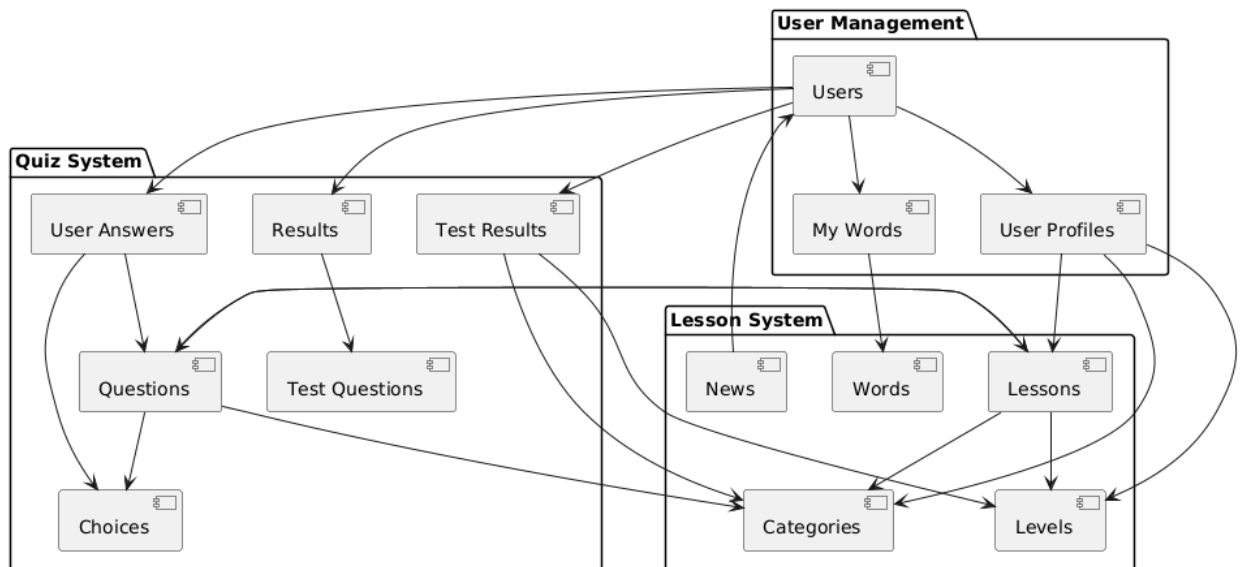 User Management
Users
Quiz System
User Answers
Results
Test Results
My Words
User Profiles
Lesson System
Questions
Test Questions
News
Words
Lessons
Choices
Categories
Levels